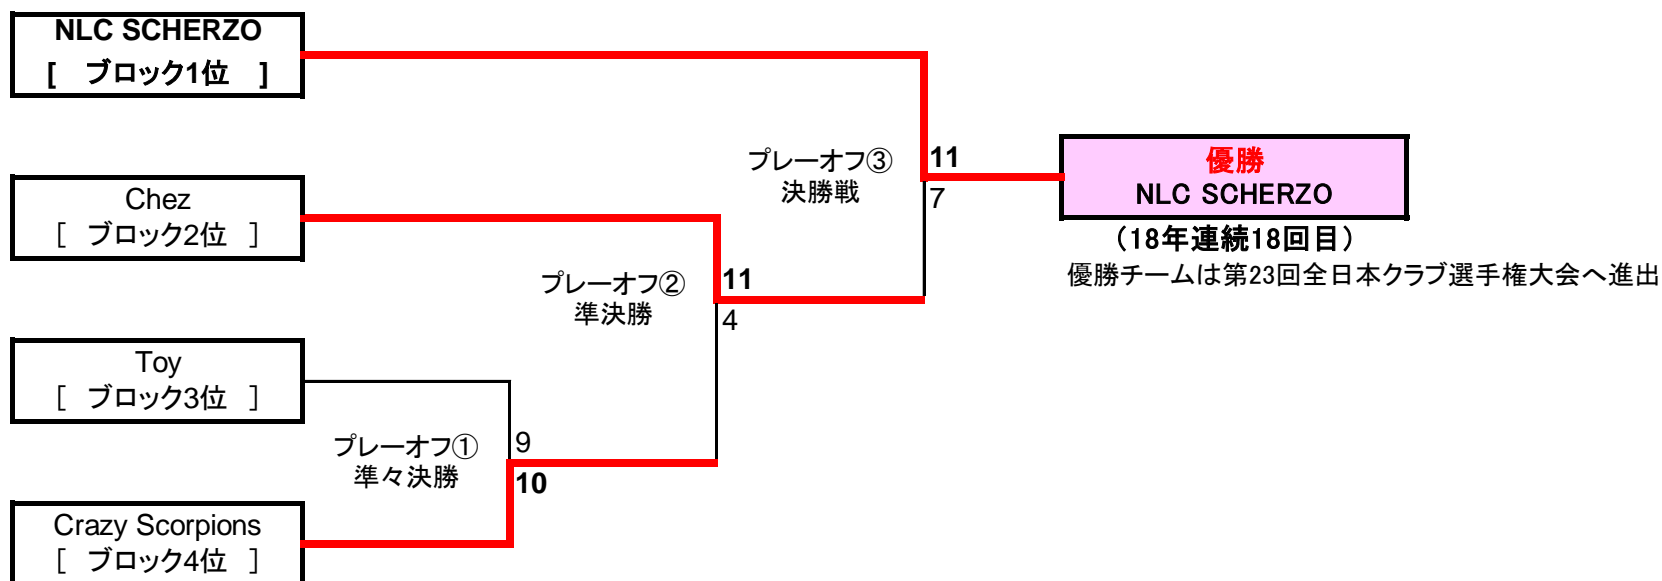 NLC SCHERZO
[ ブロック1位 ]
Chez
[ ブロック2位 ]
Toy
[ ブロック3位 ]
Crazy Scorpions
[ ブロック4位 ]
プレーオフ①
準々決勝
9
10
プレーオフ②
準決勝
11
4
プレーオフ③
決勝戦
11
7
優勝
NLC SCHERZO
（18年連続18回目）
優勝チームは第23回全日本クラブ選手権大会へ進出